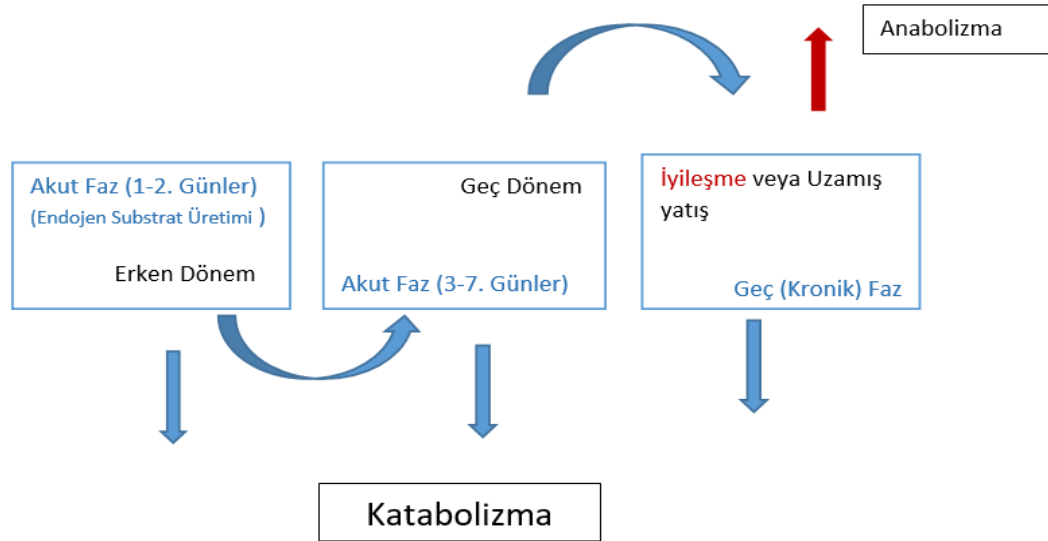 Anabolizma
Akut Faz (1-2. Günler)
(Endojen Substrat Üretimi )
Erken Dönem
Geç Dönem
Akut Faz (3-7. Günler)
İyileşme veya Uzamış
yatış
Geç (Kronik) Faz
Katabolizma